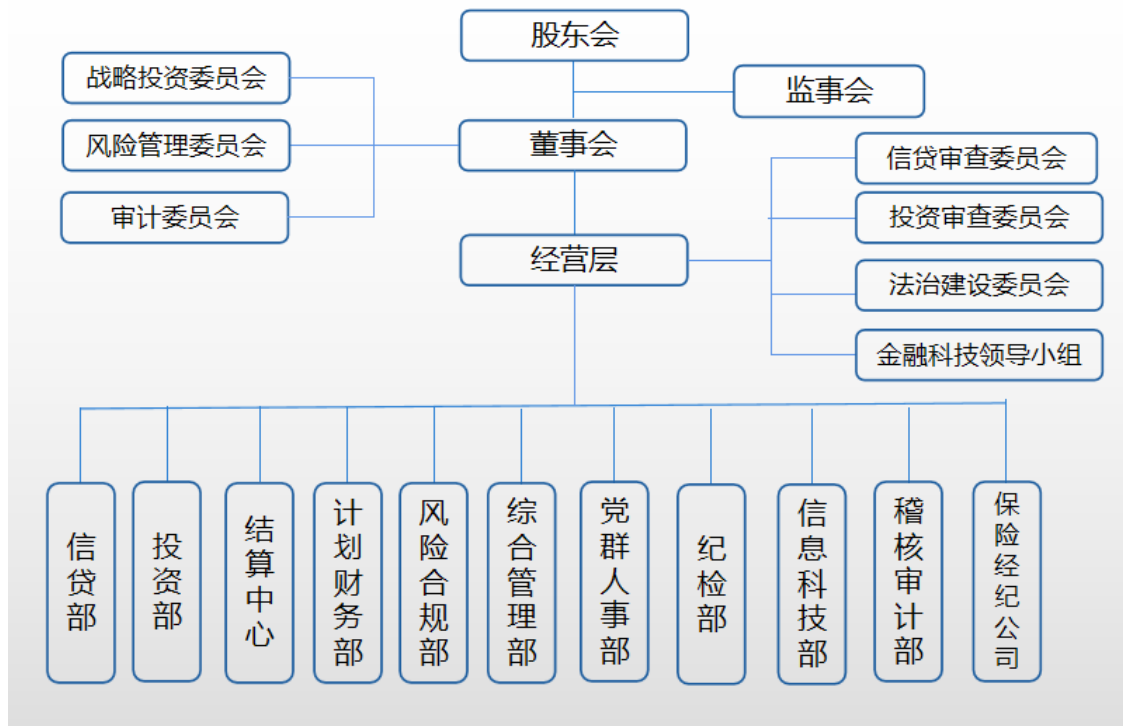 股东会
战略投资委员会
监事会
风险管理委员会
董事会
信贷审查委员会
审计委员会
投资审查委员会
经营层
法治建设委员会
金融科技领导小组
信贷部
投资部
结算中心
计划财务部
风险合规部
综合管理部
党群人事部
纪检部
信息科技部
稽核审计部
保险经纪公司